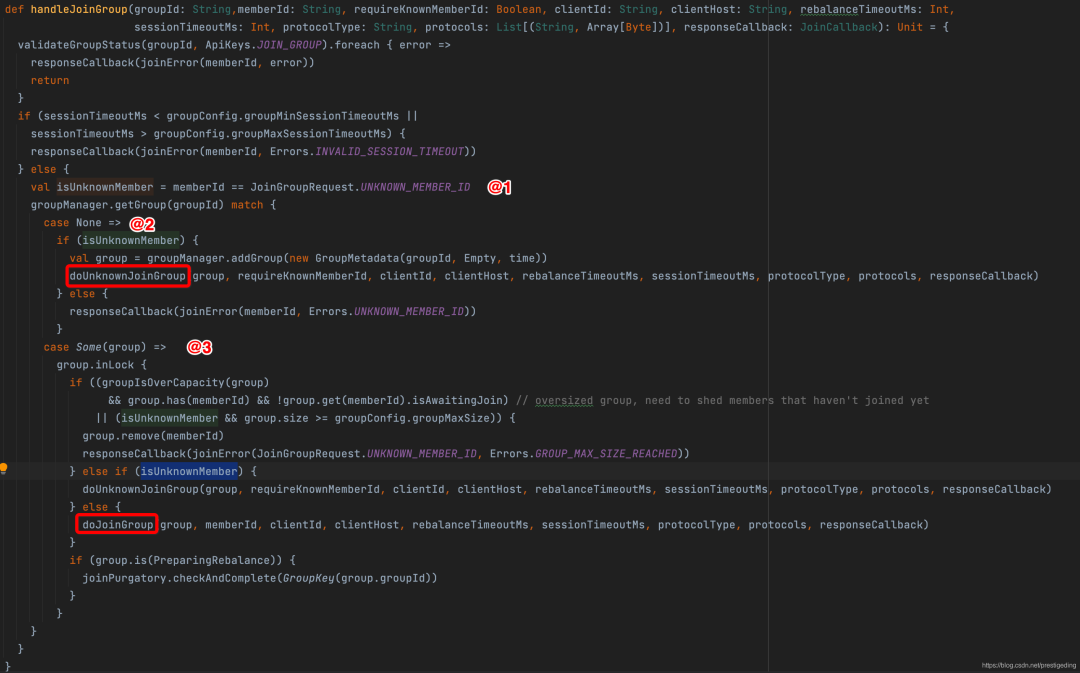 def handleJoinGroup(groupId: String,memberId: String, requireKnownMemberId: Boolean, clientId: String, clientHost: String, rebalanceTimeoutMs: Int,
sessionTimeoutMs: Int, protocolType: String, protocols: List[(String, Array[Byte])], responseCallback: JoinCallback): Unit = {
validateGroupStatus(groupId, ApiKeys.JOIN_GROUP).foreach { error =>
responseCallback(joinError(memberId, error))
return
}
if (sessionTimeoutMs < groupConfig.groupMinSessionTimeoutMs ||
sessionTimeoutMs > groupConfig.groupMaxSessionTimeoutMs) {
responseCallback(joinError(memberId, Errors.INVALID_SESSION_TIMEOUT))
} else {
val isUnknownMember = memberId == JoinGroupRequest.UNKNOWN_MEMBER_ID @1
groupManager.getGroup(groupId) match {
case None => @2
if (isUnknownMember) {
val group = groupManager.addGroup(new GroupMetadata(groupId, Empty, time))
doUnknownJoinGroup(group, requireKnownMemberId, clientId, clientHost, rebalanceTimeoutMs, sessionTimeoutMs, protocolType, protocols, responseCallback)
} else {
responseCallback(joinError(memberId, Errors.UNKNOWN_MEMBER_ID))
}
case Some(group) => @3
group.inLock {
if ((groupIsOverCapacity(group)
&& group.has(memberId) && !group.get(memberId).isAwaitingJoin) // oversized group, need to shed members that haven't joined yet
|| (isUnknownMember && group.size >= groupConfig.groupMaxSize)) {
group.remove(memberId)
responseCallback(joinError(JoinGroupRequest.UNKNOWN_MEMBER_ID, Errors.GROUP_MAX_SIZE_REACHED))
} else if (isUnknownMember) {
doUnknownJoinGroup(group, requireKnownMemberId, clientId, clientHost, rebalanceTimeoutMs, sessionTimeoutMs, protocolType, protocols, responseCallback)
} else {
doJoinGroup(group, memberId, clientId, clientHost, rebalanceTimeoutMs, sessionTimeoutMs, protocolType, protocols, responseCallback)
}
if (group.is(PreparingRebalance)) {
joinPurgatory.checkAndComplete(GroupKey(group.groupId))
}
}
}
}
}
https://blog.csdn.net/prestigeding